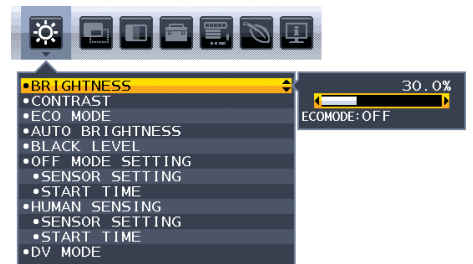 •BRIGHTNESS
•CONTRAST
•ECO MODE
•AUTO BRIGHTNESS
•BLACK LEVEL
•OFF MODE SETTING
•SENSOR SETTING
•START TIME
•HUMAN SENSING
•SENSOR SETTING
•START TIME
•DV MODE
30.0%
ECOMODE:OFF